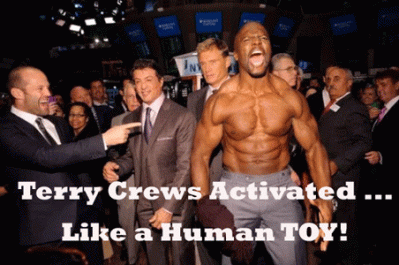 Terry Crews Activated ...
Like a Human TOY!